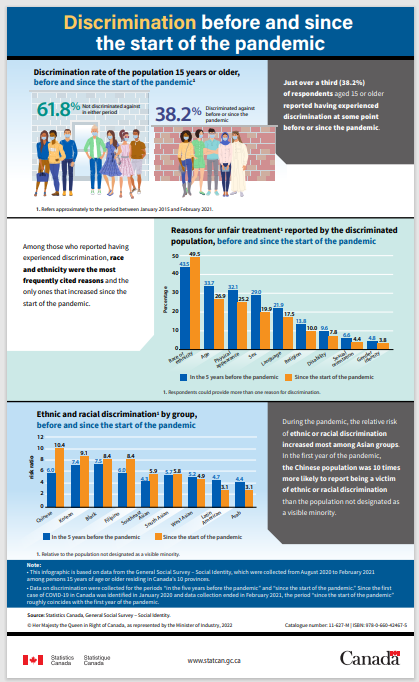 Discrimination before and since
the start of the pandemic
Discrimination rate of the population 15 years or older,
before and since the start of the pandemic¹
61.8% Not discriminated against
in either period
38.2% Discriminated against
before or since the
pandemic
1. Refers approximately to the period between January 2015 and February 2021.
Just over a third (38.2%)
of respondents aged 15 or older
reported having experienced
discrimination at some point
before or since the pandemic.
Among those who reported having
experienced discrimination, race
and ethnicity were the most
frequently cited reasons and the
only ones that increased since the
start of the pandemic.
Reasons for unfair treatment¹ reported by the discriminated
population, before and since the start of the pandemic
Percentage
50
40
30
20
10
0
43.5 49.5
33.7 26.9
32.1 25.2
29.0 19.9
21.9 17.5
13.8 10.0
9.6 7.8
6.6 4.4
4.8 3.8
Race or ethnicity
Age
Physical appearance
Sex
Language
Religion
Disability
Sexual orientation
Gender identity
In the 5 years before the pandemic
Since the start of the pandemic
1. Respondents could provide more than one reason for discrimination.
Ethnic and racial discrimination¹ by group,
before and since the start of the pandemic
risk ratio
12
10
8
6
4
2
0
6.0 10.4
7.4 9.1
7.5 8.4
6.0 8.4
4.5 5.9
5.7 5.8
5.2 4.9
4.7 3.1
4.4 3.1
Chinese
Korean
Black
Filipino
Southeast Asian
South Asian
West Asian
Latin American
Arab
In the 5 years before the pandemic
Since the start of the pandemic
1. Relative to the population not designated as a visible minority.
During the pandemic, the relative risk
of ethnic or racial discrimination
increased most among Asian groups.
In the first year of the pandemic,
the Chinese population was 10 times
more likely to report being a victim
of ethnic or racial discrimination
than the population not designated as
a visible minority.
Note:
• This infographic is based on data from the General Social Survey – Social Identity, which were collected from August 2020 to February 2021
among persons 15 years of age or older residing in Canada's 10 provinces.
• Data on discrimination were collected for the periods "in the five years before the pandemic" and "since the start of the pandemic." Since the first
case of COVID-19 in Canada was identified in January 2020 and data collection ended in February 2021, the period "since the start of the pandemic"
roughly coincides with the first year of the pandemic.
Source: Statistics Canada, General Social Survey – Social Identity.
© Her Majesty the Queen in Right of Canada, as represented by the Minister of Industry, 2022
Catalogue number: 11-627-M | ISBN: 978-0-660-42467-5
Statistics Canada
Statistique Canada
www.statcan.gc.ca
Canada